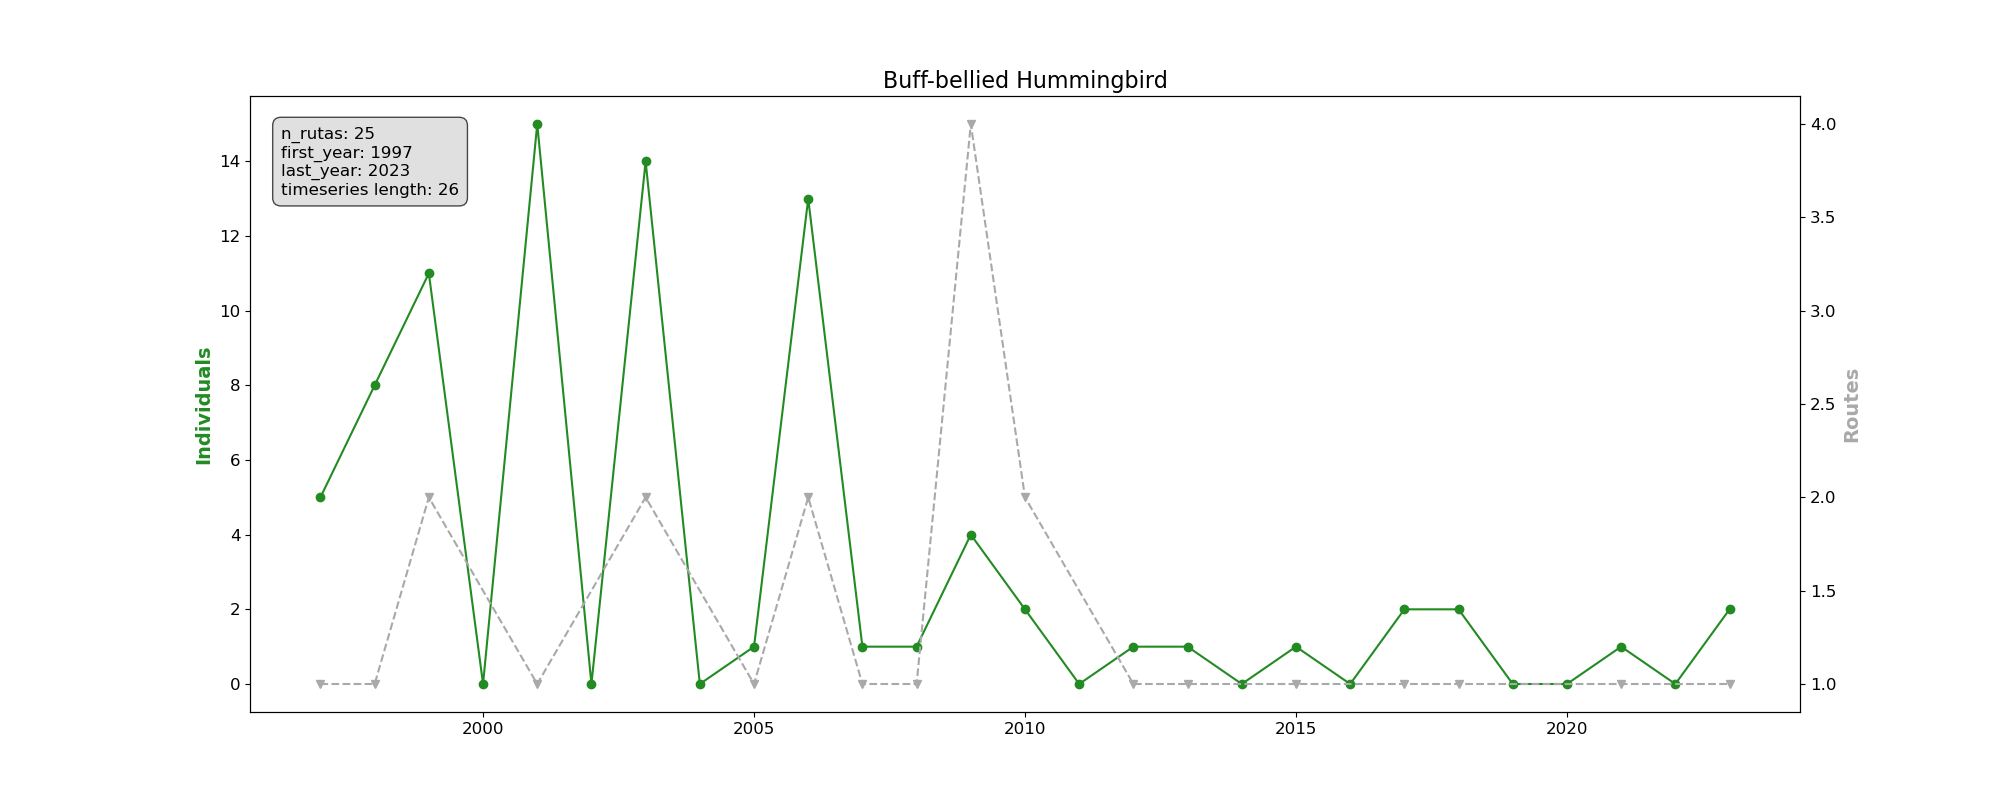 Buff-bellied Hummingbird
n_rutas: 25
first_year: 1997
last_year: 2023
timeseries length: 26
14
12
10
8
6
4
2
0
Individuals
4.0
3.5
3.0
2.5
2.0
1.5
1.0
Routes
2000
2005
2010
2015
2020